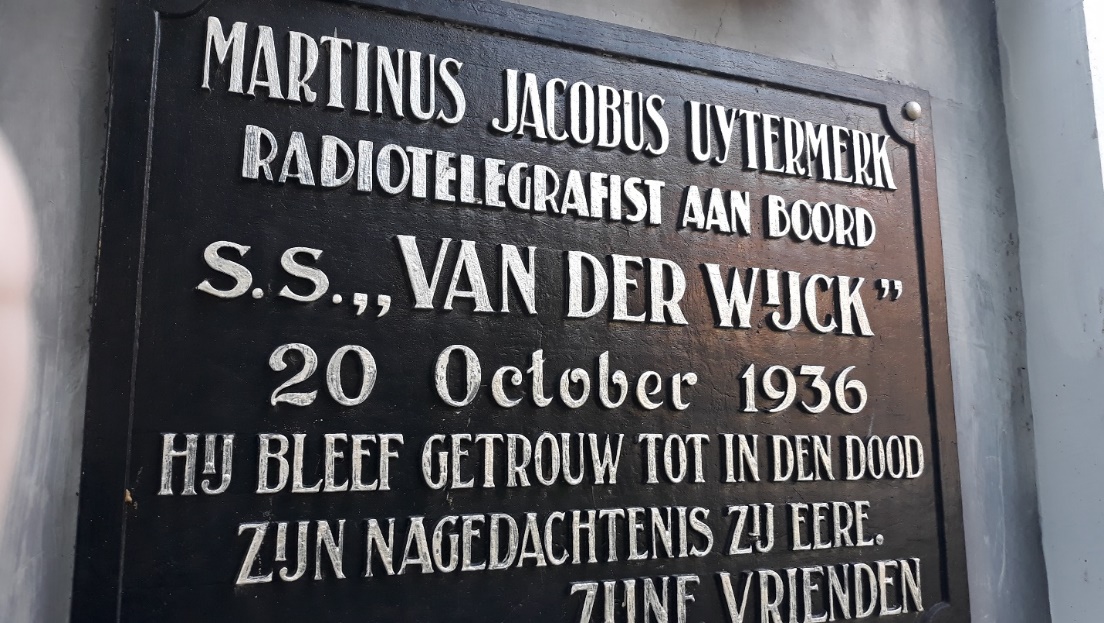 MARTINUS JACOBUS UYTERMERK
RADIOTELEGRAFIST AAN BOORD
S.S. „VAN DER WIJCK”
20 October 1936
HIJ BLEEF GETROUW TOT IN DEN DOOD
ZIJN NAGEDACHTENIS ZIJ EERE.
ZIJNE VRIENDEN